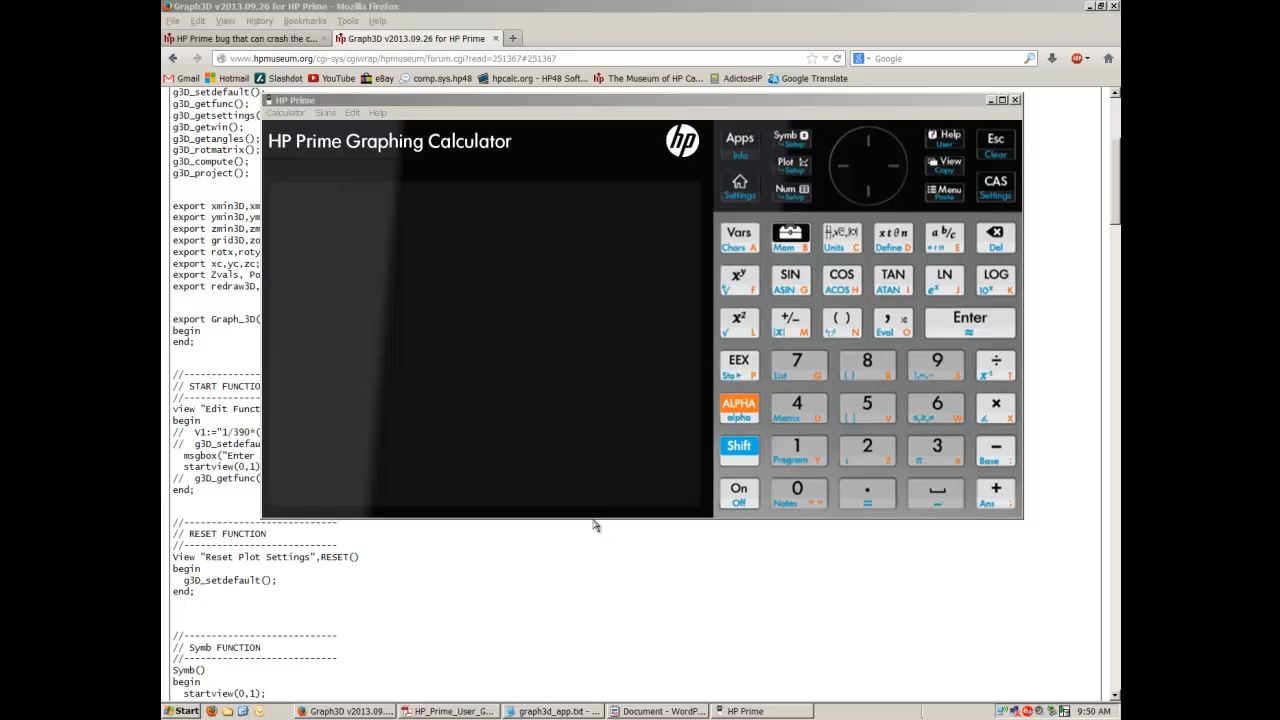 Graph3D v2013.09.26 for HP Prime - Mozilla Firefox
File Edit View History Bookmarks Tools Help
HP Prime bug that can crash the c... × Graph3D v2013.09.26 for HP Prime ×
www.hpmuseum.org/cgi-sys/cgiwrap/hpmuseum/forum.cgi?read=251367#251367 Google
Gmail Hotmail Slashdot YouTube eBay comp.sys.hp48 hpcalc.org - HP48 Soft... The Museum of HP Ca... AdictosHP Google Translate
g3D_setdefault();
g3D_getfunc();
g3D_getsettings(
g3D_getwin();
g3D_getangles();
g3D_rotmatrix();
g3D_compute();
g3D_project();
export xmin3D,xm
export ymin3D,ym
export zmin3D,zm
export grid3D,zo
export rotx,roty
export xc,yc,zc;
export Zvals, Po
export redraw3D,
export Graph_3D(
begin
end;
//---------------
// START FUNCTIO
//---------------
view "Edit Funct
begin
// V1:="1/390*(
// g3D_setdefau
msgbox("Enter
startview(0,1)
// g3D_getfunc(
end;
//----------------------------
// RESET FUNCTION
//----------------------------
View "Reset Plot Settings",RESET()
begin
g3D_setdefault();
end;
//----------------------------
// Symb FUNCTION
//----------------------------
Symb()
begin
startview(0,1);
HP Prime
Calculator Skins Edit Help
HP Prime Graphing Calculator hp
Apps Symb Help Esc
Info Setup User Clear
Plot View
Setup Copy
Num Menu CAS
Settings Setup Paste Settings
Vars x t θ n a b/c
Chars A Mem B Units C Define D E Del
x^y SIN COS TAN LN LOG
F ASIN G ACOS H ATAN I e^x J 10^x K
x² +/- ( ) , Enter
√ L |x| M N Eval O ≈
EEX 7 8 9 ÷
Sto ▸ P List Q { } R S x⁻¹ T
ALPHA 4 5 6 ×
alpha Matrix U [ ] V ≤,≥,≠ W ∡ X
Shift 1 2 3 −
Program Y i Z π # Base :
On 0 . +
Off Notes " " = _ Ans ;
Start Graph3D v2013.09.... HP_Prime_User_G... graph3d_app.txt - ... Document - WordP... HP Prime 9:50 AM